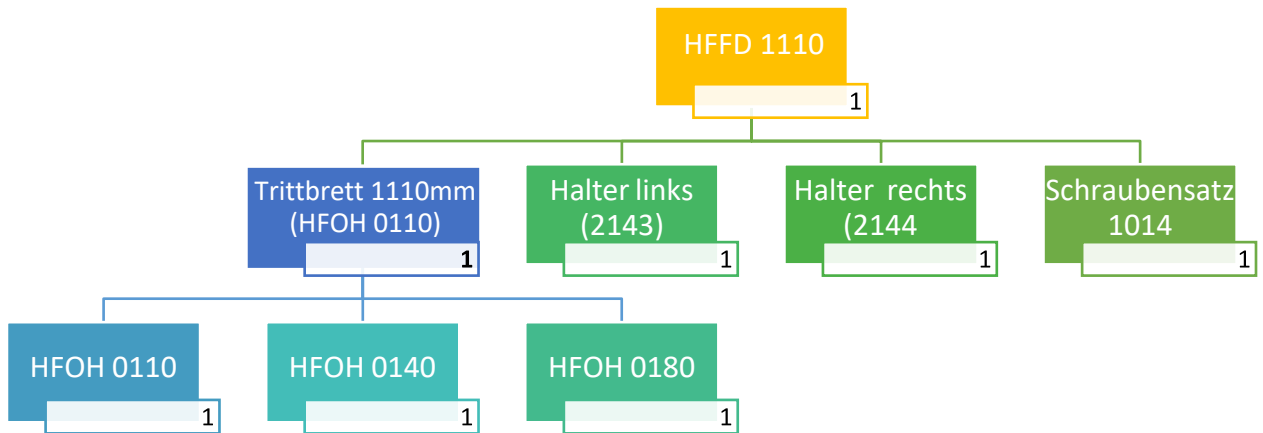 HFFD 1110
1
Trittbrett 1110mm
(HFOH 0110)
1
Halter links
(2143)
1
Halter rechts
(2144
1
Schraubensatz
1014
1
HFOH 0110
1
HFOH 0140
1
HFOH 0180
1